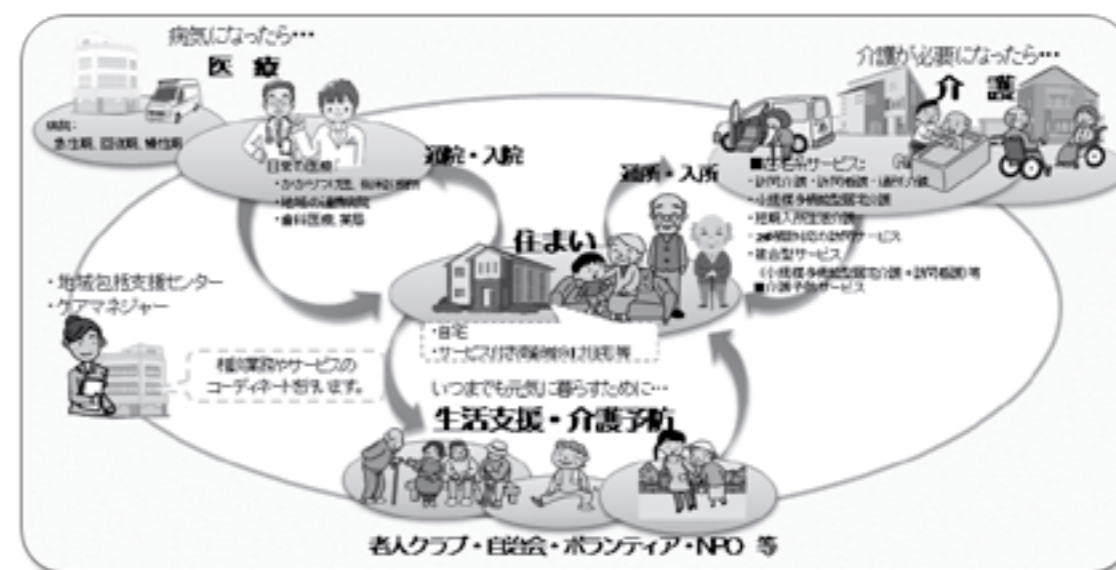 病気になったら…
医 療
病院:
急性期、回復期、慢性期
日常の医療:
・かかりつけ医、有床診療所
・地域の連携病院
・歯科医療、薬局
通院・入院
介護が必要になったら…
介 護
通所・入所
■在宅系サービス:
・訪問介護・訪問看護・通所介護
・小規模多機能型居宅介護
・短期入所生活介護
・24時間対応の訪問サービス
・複合型サービス
(小規模多機能型居宅介護+訪問看護)等
■介護予防サービス
住まい
・自宅
・サービス付き高齢者向け住宅等
・地域包括支援センター
・ケアマネジャー
相談業務やサービスの
コーディネートを行います。
いつまでも元気に暮らすために…
生活支援・介護予防
老人クラブ・自治会・ボランティア・NPO 等